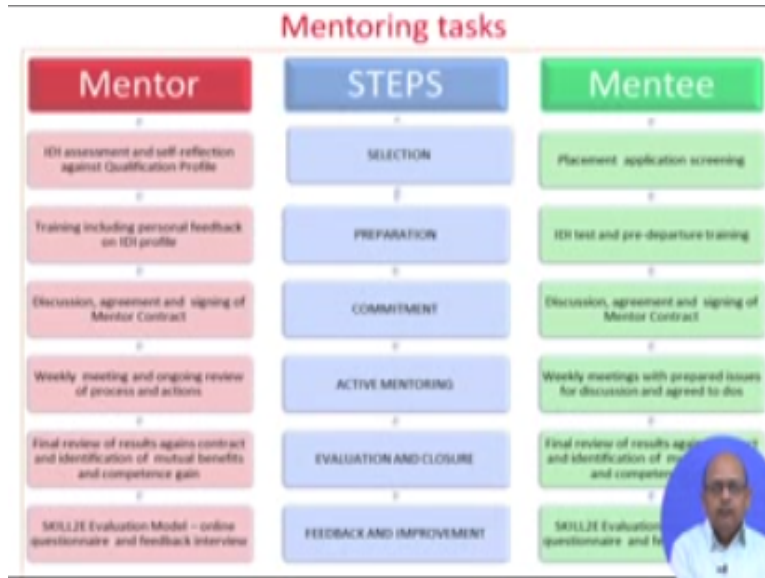 Mentoring tasks
Mentor
STEPS
Mentee
IDI assessment and self-reflection
against Qualification Profile
SELECTION
Placement application screening
Training including personal feedback
on IDI profile
PREPARATION
IDI test and pre-departure training
Discussion, agreement and signing of
Mentor Contract
COMMITMENT
Discussion, agreement and signing of
Mentor Contract
Weekly meeting and ongoing review
of process and actions
ACTIVE MENTORING
Weekly meetings with prepared issues
for discussion and agreed to dos
Final review of results agains contract
and identification of mutual benefits
and competence gain
EVALUATION AND CLOSURE
Final review of results
and identification of
and
SKILL2E Evaluation Model – online
questionnaire and feedback interview
FEEDBACK AND IMPROVEMENT
SKILL2E
questionnaire and